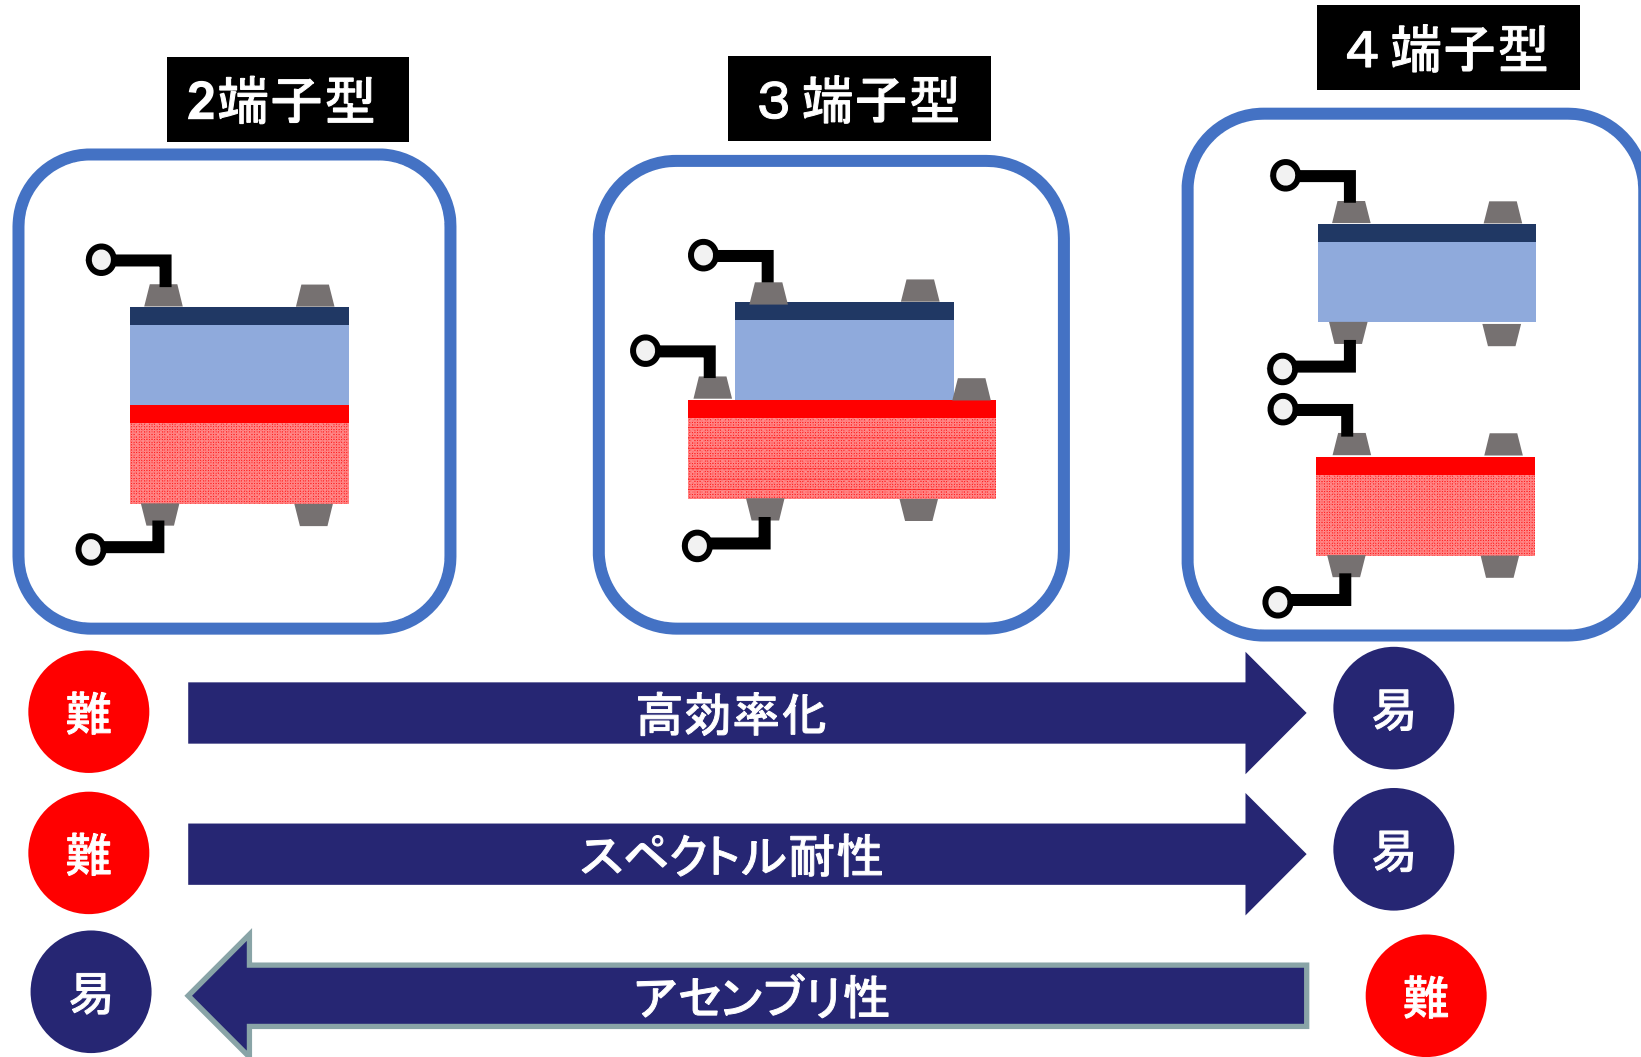 2端子型
３端子型
４端子型
難
高効率化
易
難
スペクトル耐性
易
易
アセンブリ性
難